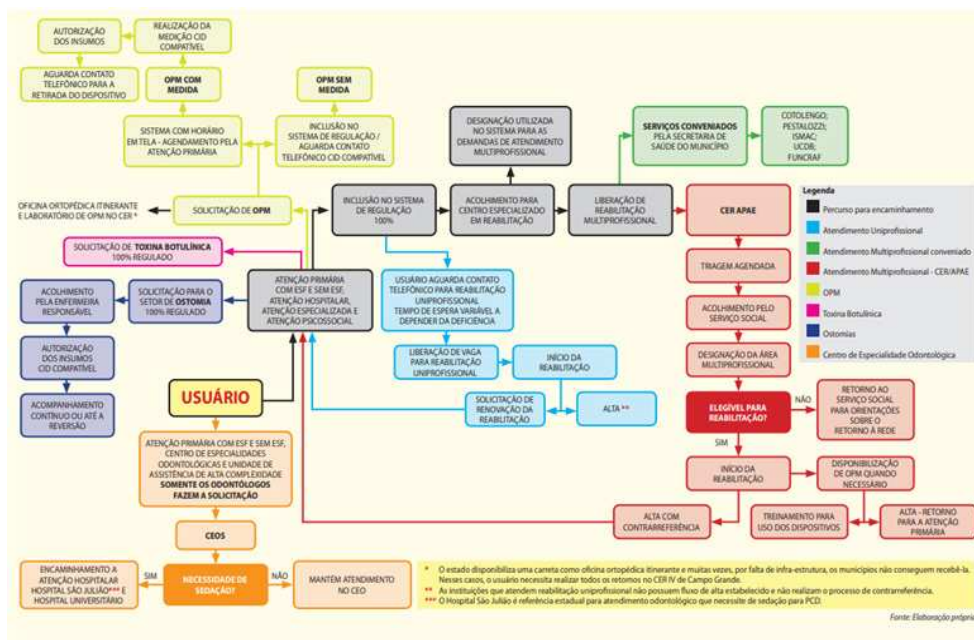 AUTORIZAÇÃO
DOS INSUMOS
REALIZAÇÃO DA
MEDIÇÃO CID
COMPATÍVEL
AGUARDA CONTATO
TELEFÔNICO PARA A
RETIRADA DO DISPOSITIVO
OPM COM
MEDIDA
OPM SEM
MEDIDA
SISTEMA COM HORÁRIO
EM TELA - AGENDAMENTO PELA
ATENÇÃO PRIMÁRIA
INCLUSÃO NO
SISTEMA DE REGULAÇÃO /
AGUARDA CONTATO
TELEFÔNICO CID COMPATÍVEL
DESIGNAÇÃO UTILIZADA
NO SISTEMA PARA AS
DEMANDAS DE ATENDIMENTO
MULTIPROFISSIONAL
SERVIÇOS CONVENIADOS
PELA SECRETARIA DE
SAÚDE DO MUNICÍPIO
COTOLENGO;
PESTALOZZI;
ISMAC;
UCDB;
FUNCRAF
OFICINA ORTOPÉDICA ITINERANTE
E LABORATÓRIO DE OPM NO CER *
SOLICITAÇÃO DE OPM
INCLUSÃO NO SISTEMA
DE REGULAÇÃO
100%
ACOLHIMENTO PARA
CENTRO ESPECIALIZADO
EM REABILITAÇÃO
LIBERAÇÃO DE
REABILITAÇÃO
MULTIPROFISSIONAL
CER APAE
Legenda
Percurso para encaminhamento
Atendimento Uniprofissional
Atendimento Multiprofissional conveniado
Atendimento Multiprofissional - CER/APAE
OPM
Toxina Botulínica
Ostomias
Centro de Especialidade Odontológica
SOLICITAÇÃO DE TOXINA BOTULÍNICA
100% REGULADO
TRIAGEM AGENDADA
ACOLHIMENTO
PELA ENFERMEIRA
RESPONSÁVEL
SOLICITAÇÃO PARA O
SETOR DE OSTOMIA
100% REGULADO
ATENÇÃO PRIMÁRIA
COM ESF E SEM ESF,
ATENÇÃO HOSPITALAR,
ATENÇÃO ESPECIALIZADA E
ATENÇÃO PSICOSSOCIAL
USUÁRIO AGUARDA CONTATO
TELEFÔNICO PARA REABILITAÇÃO
UNIPROFISSIONAL
TEMPO DE ESPERA VARIÁVEL A
DEPENDER DA DEFICIÊNCIA
ACOLHIMENTO PELO
SERVIÇO SOCIAL
AUTORIZAÇÃO
DOS INSUMOS
CID COMPATÍVEL
LIBERAÇÃO DE VAGA
PARA REABILITAÇÃO
UNIPROFISSIONAL
INÍCIO DA
REABILITAÇÃO
DESIGNAÇÃO DA ÁREA
MULTIPROFISSIONAL
ACOMPANHAMENTO
CONTÍNUO OU ATÉ A
REVERSÃO
USUÁRIO
SOLICITAÇÃO DE
RENOVAÇÃO DA
REABILITAÇÃO
ALTA **
ELEGÍVEL PARA
REABILITAÇÃO?
NÃO
RETORNO AO
SERVIÇO SOCIAL
PARA ORIENTAÇÕES
SOBRE O
RETORNO À REDE
SIM
ATENÇÃO PRIMÁRIA
COM ESF E SEM ESF,
CENTRO DE ESPECIALIDADES
ODONTOLÓGICAS E UNIDADE DE
ASSISTÊNCIA DE ALTA COMPLEXIDADE
SOMENTE OS ODONTÓLOGOS
FAZEM A SOLICITAÇÃO
INÍCIO DA
REABILITAÇÃO
DISPONIBILIZAÇÃO
DE OPM QUANDO
NECESSÁRIO
ALTA COM
CONTRARREFERÊNCIA
TREINAMENTO PARA
USO DOS DISPOSITIVOS
ALTA - RETORNO
PARA A ATENÇÃO
PRIMÁRIA
CEOS
ENCAMINHAMENTO A
ATENÇÃO HOSPITALAR
HOSPITAL SÃO JULIÃO*** E
HOSPITAL UNIVERSITÁRIO
SIM
NECESSIDADE DE
SEDAÇÃO?
NÃO
MANTÉM ATENDIMENTO
NO CEO
* O estado disponibiliza uma carreta como oficina ortopédica itinerante e muitas vezes, por falta de infra-estrutura, os municípios não conseguem recebê-la.
Nesses casos, o usuário necessita realizar todos os retornos no CER IV de Campo Grande.
** As instituições que atendem reabilitação uniprofissional não possuem fluxo de alta estabelecido e não realizam o processo de contrarreferência.
*** O Hospital São Julião é referência estadual para atendimento odontológico que necessite de sedação para PCD.
Fonte: Elaboração própria